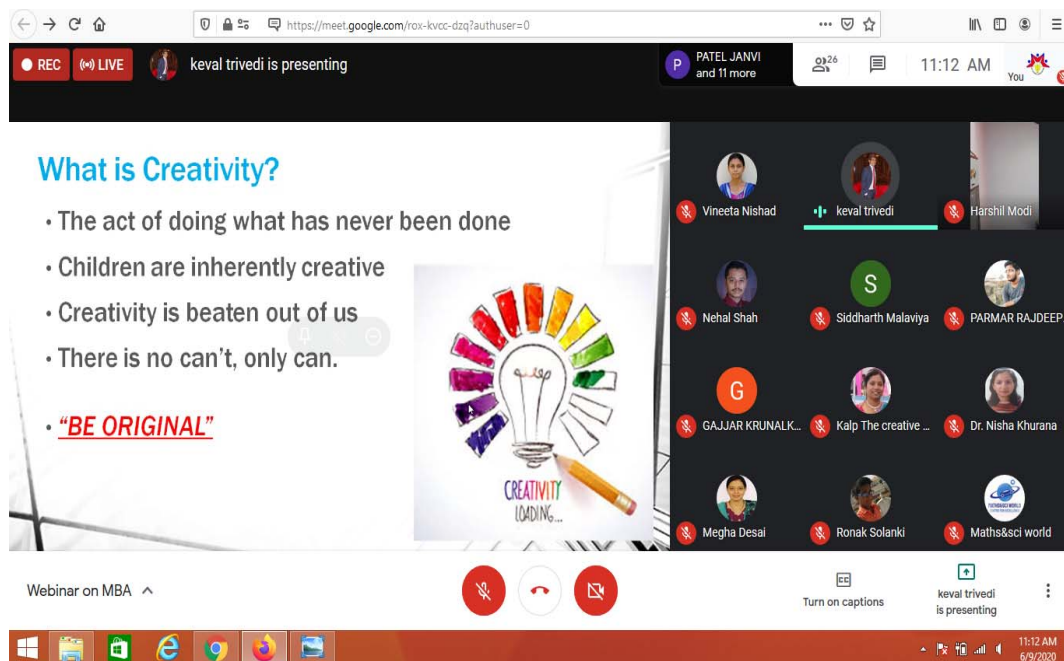 https://meet.google.com/rox-kvcc-dzq?authuser=0
REC
LIVE
keval trivedi is presenting
P
PATEL JANVI
and 11 more
26
11:12 AM
You
What is Creativity?
• The act of doing what has never been done
• Children are inherently creative
• Creativity is beaten out of us
• There is no can't, only can.
• "BE ORIGINAL"
CREATIVITY
LOADING...
Vineeta Nishad
keval trivedi
Harshil Modi
Nehal Shah
S
Siddharth Malaviya
PARMAR RAJDEEP
G
GAJJAR KRUNALK...
Kalp The creative ...
Dr. Nisha Khurana
Megha Desai
Ronak Solanki
Maths&sci world
Webinar on MBA
CC
Turn on captions
keval trivedi
is presenting
11:12 AM
6/9/2020